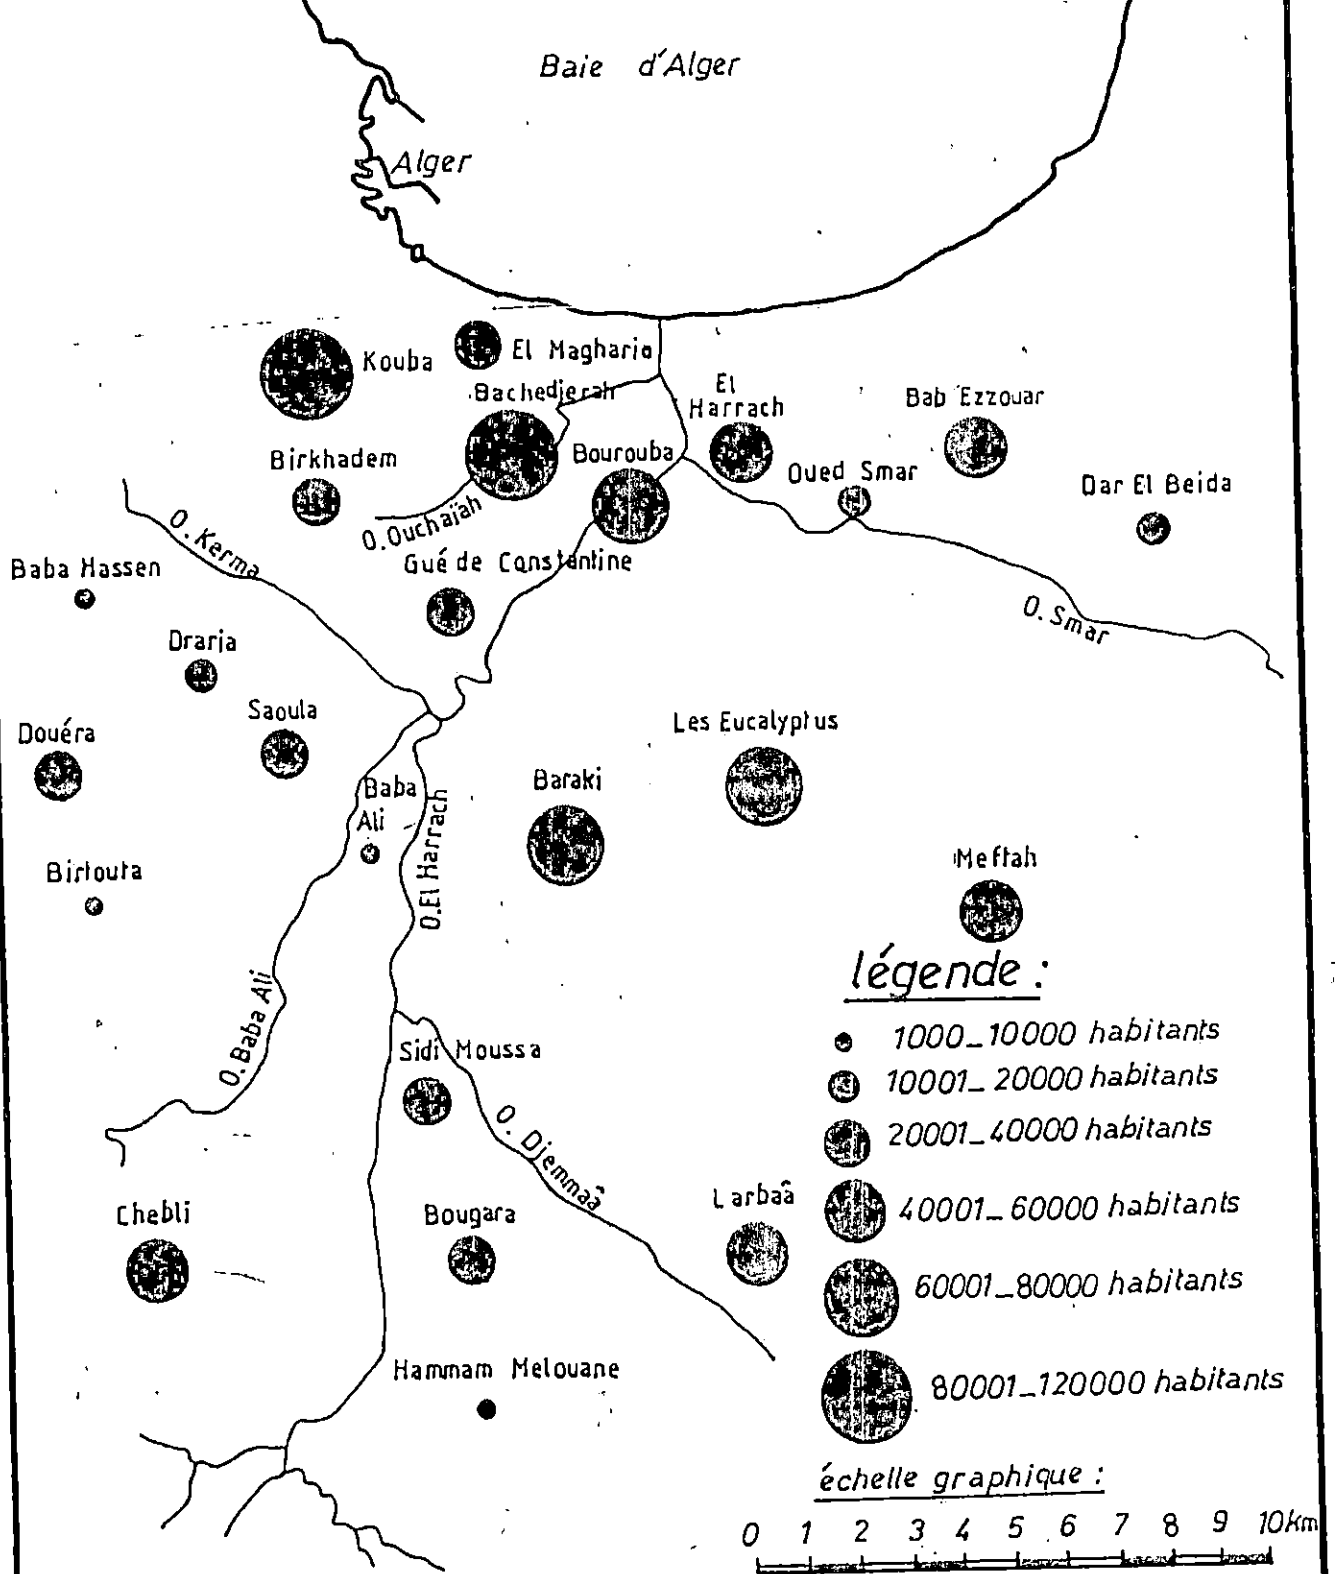 Baie d'Alger
Alger
Kouba
El Magharia
Bachedjerah
El
Harrach
Bab Ezzouar
Birkhadem
Bourouba
Oued Smar
Dar El Beida
O. Kerma
O. Ouchaïah
Gué de Constantine
Baba Hassen
O. Smar
Draria
Saoula
Douéra
Les Eucalyptus
Baba
Ali
Baraki
O. El Harrach
Birtouta
Meftah
O. Baba Ali
Sidi Moussa
O. Djemmaâ
Chebli
Bougara
Larbaâ
Hammam Melouane
légende :
1000_10000 habitants
10001_20000 habitants
20001_40000 habitants
40001_60000 habitants
60001_80000 habitants
80001_120000 habitants
échelle graphique :
0 1 2 3 4 5 6 7 8 9 10km